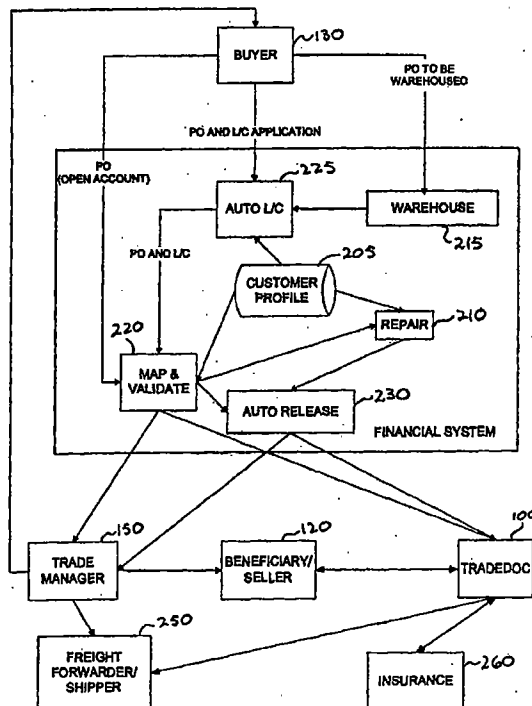 130
BUYER
PO TO BE
WAREHOUSED
PO AND L/C APPLICATION
PO
(OPEN ACCOUNT)
225
AUTO L/C
WAREHOUSE
215
PO AND L/C
205
CUSTOMER
PROFILE
REPAIR
210
220
MAP &
VALIDATE
230
AUTO RELEASE
FINANCIAL SYSTEM
150
TRADE
MANAGER
120
BENEFICIARY/
SELLER
100
TRADEDOC
250
FREIGHT
FORWARDER/
SHIPPER
INSURANCE
260